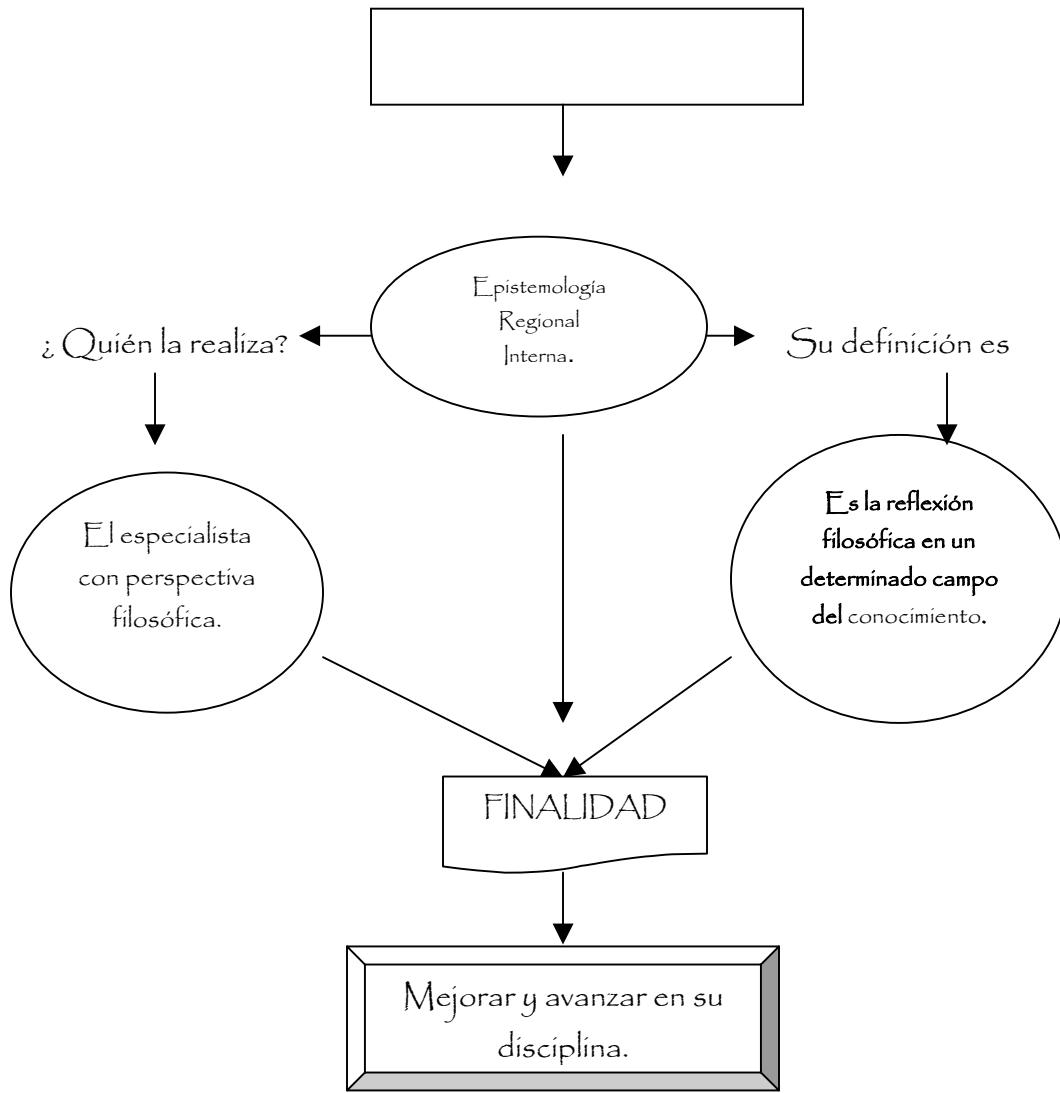 Epistemología
Regional
Interna.
¿ Quién la realiza?
Su definición es
El especialista
con perspectiva
filosófica.
Es la reflexión
filosófica en un
determinado campo
del conocimiento.
FINALIDAD
Mejorar y avanzar en su
disciplina.